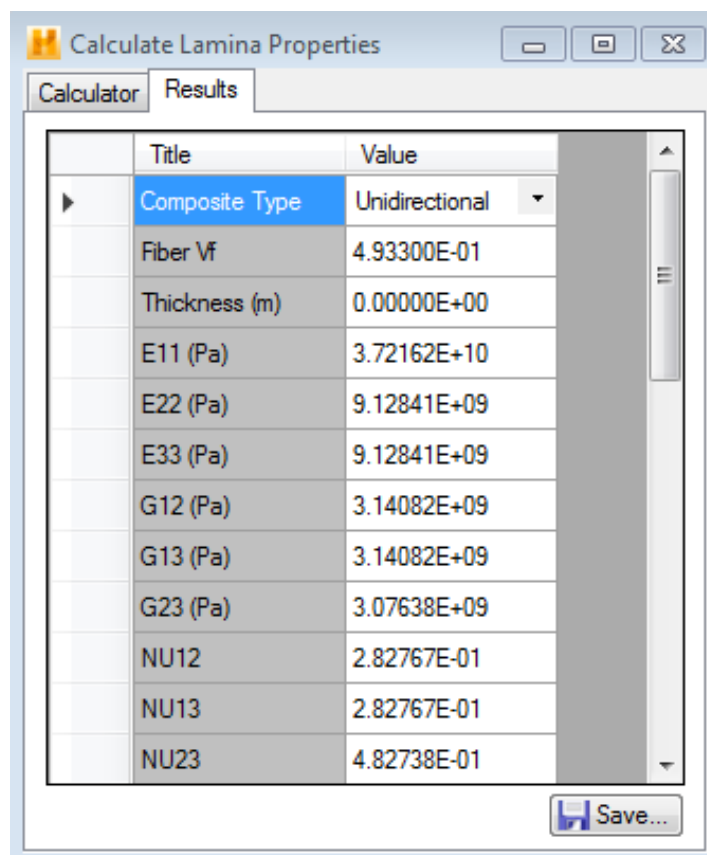 Calculate Lamina Properties
Calculator Results
Title Value
Composite Type Unidirectional
Fiber Vf 4.93300E-01
Thickness (m) 0.00000E+00
E11 (Pa) 3.72162E+10
E22 (Pa) 9.12841E+09
E33 (Pa) 9.12841E+09
G12 (Pa) 3.14082E+09
G13 (Pa) 3.14082E+09
G23 (Pa) 3.07638E+09
NU12 2.82767E-01
NU13 2.82767E-01
NU23 4.82738E-01
Save...